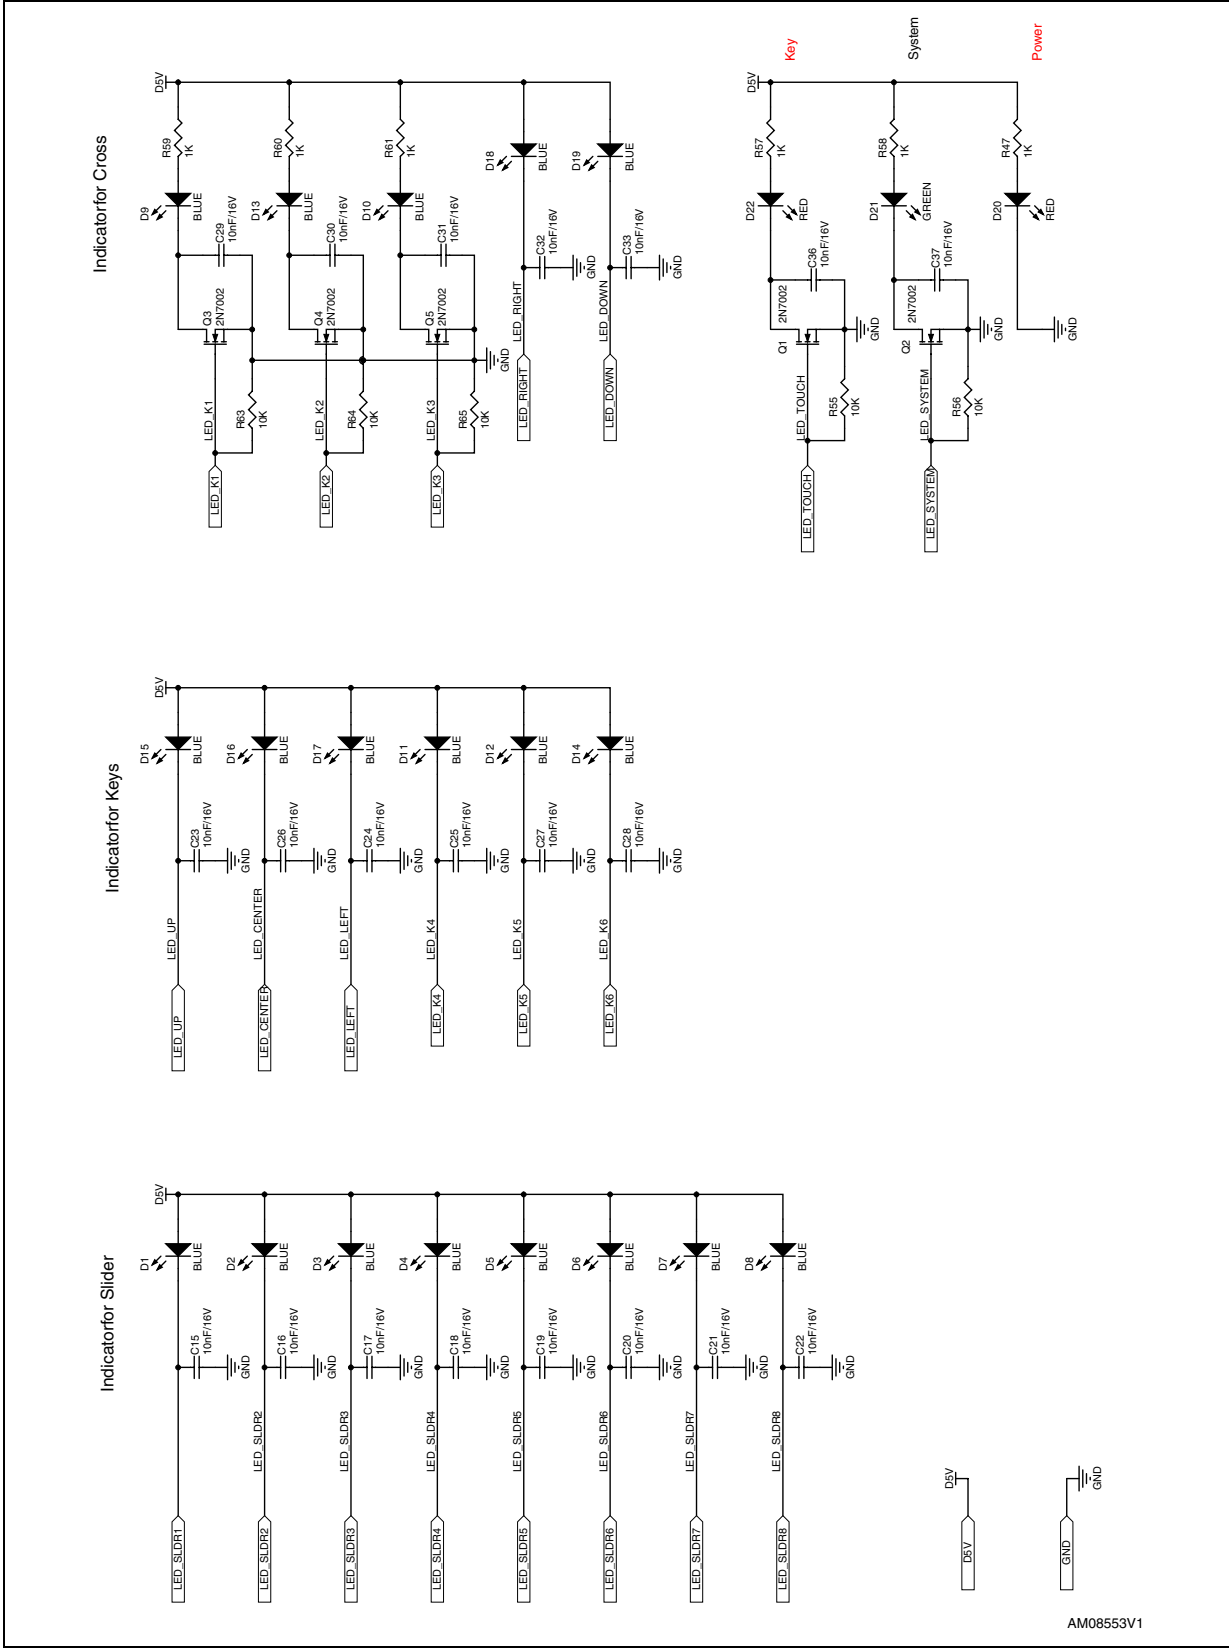 Indicatorfor Slider
D5V
D1
BLUE
C15
10nF/16V
GND
LED_SLDR1
D2
BLUE
C16
10nF/16V
GND
LED_SLDR2
LED_SLDR2
D3
BLUE
C17
10nF/16V
GND
LED_SLDR3
LED_SLDR3
D4
BLUE
C18
10nF/16V
GND
LED_SLDR4
LED_SLDR4
D5
BLUE
C19
10nF/16V
GND
LED_SLDR5
LED_SLDR5
D6
BLUE
C20
10nF/16V
GND
LED_SLDR6
LED_SLDR6
D7
BLUE
C21
10nF/16V
GND
LED_SLDR7
LED_SLDR7
D8
BLUE
C22
10nF/16V
GND
LED_SLDR8
LED_SLDR8
D5V
D5V
GND
GND
Indicatorfor Keys
D5V
D15
BLUE
C23
10nF/16V
GND
LED_UP
LED_UP
D16
BLUE
C26
10nF/16V
GND
LED_CENTER
LED_CENTER
D17
BLUE
C24
10nF/16V
GND
LED_LEFT
LED_LEFT
D11
BLUE
C25
10nF/16V
GND
LED_K4
LED_K4
D12
BLUE
C27
10nF/16V
GND
LED_K5
LED_K5
D14
BLUE
C28
10nF/16V
GND
LED_K6
LED_K6
Indicatorfor Cross
D5V
R59
1K
D9
BLUE
C29
10nF/16V
Q3
2N7002
LED_K1
R63
10K
LED_K1
R60
1K
D13
BLUE
C30
10nF/16V
Q4
2N7002
LED_K2
R64
10K
LED_K2
R61
1K
D10
BLUE
C31
10nF/16V
Q5
2N7002
LED_K3
R65
10K
LED_K3
GND
D18
BLUE
C32
10nF/16V
GND
LED_RIGHT
LED_RIGHT
D19
BLUE
C33
10nF/16V
GND
LED_DOWN
LED_DOWN
Key
D5V
R57
1K
D22
RED
C36
10nF/16V
2N7002
Q1
GND
LED_TOUCH
R55
10K
LED_TOUCH
System
R58
1K
D21
GREEN
C37
10nF/16V
2N7002
Q2
GND
LED_SYSTEM
R56
10K
LED_SYSTEM
Power
R47
1K
D20
RED
GND
AM08553V1